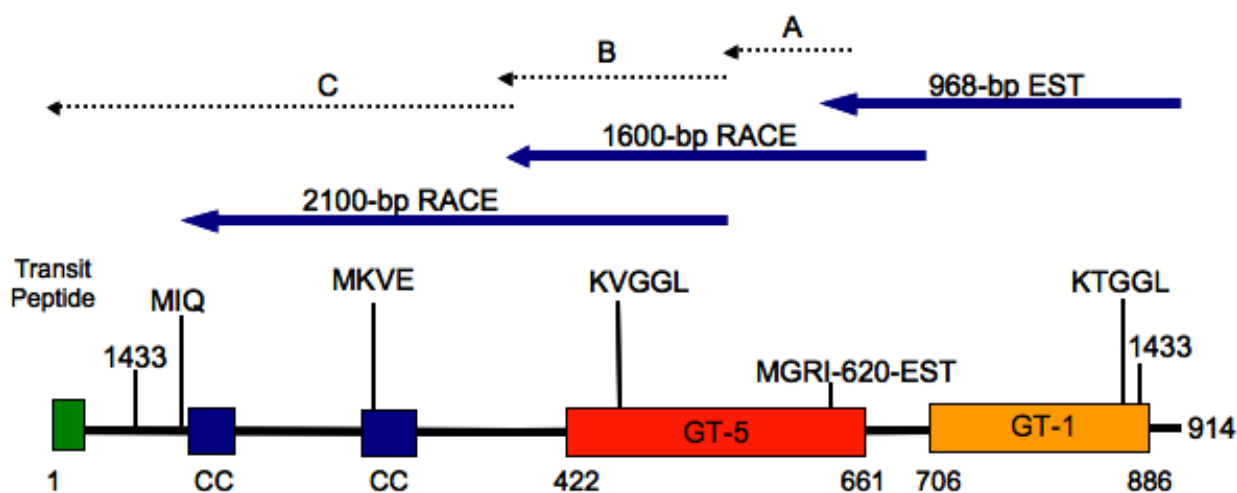 A
B
C
968-bp EST
1600-bp RACE
2100-bp RACE
Transit
Peptide
MIQ
MKVE
KVGGL
KTGGL
1433
1433
MGRI-620-EST
GT-5
GT-1
914
1
CC
CC
422
661
706
886